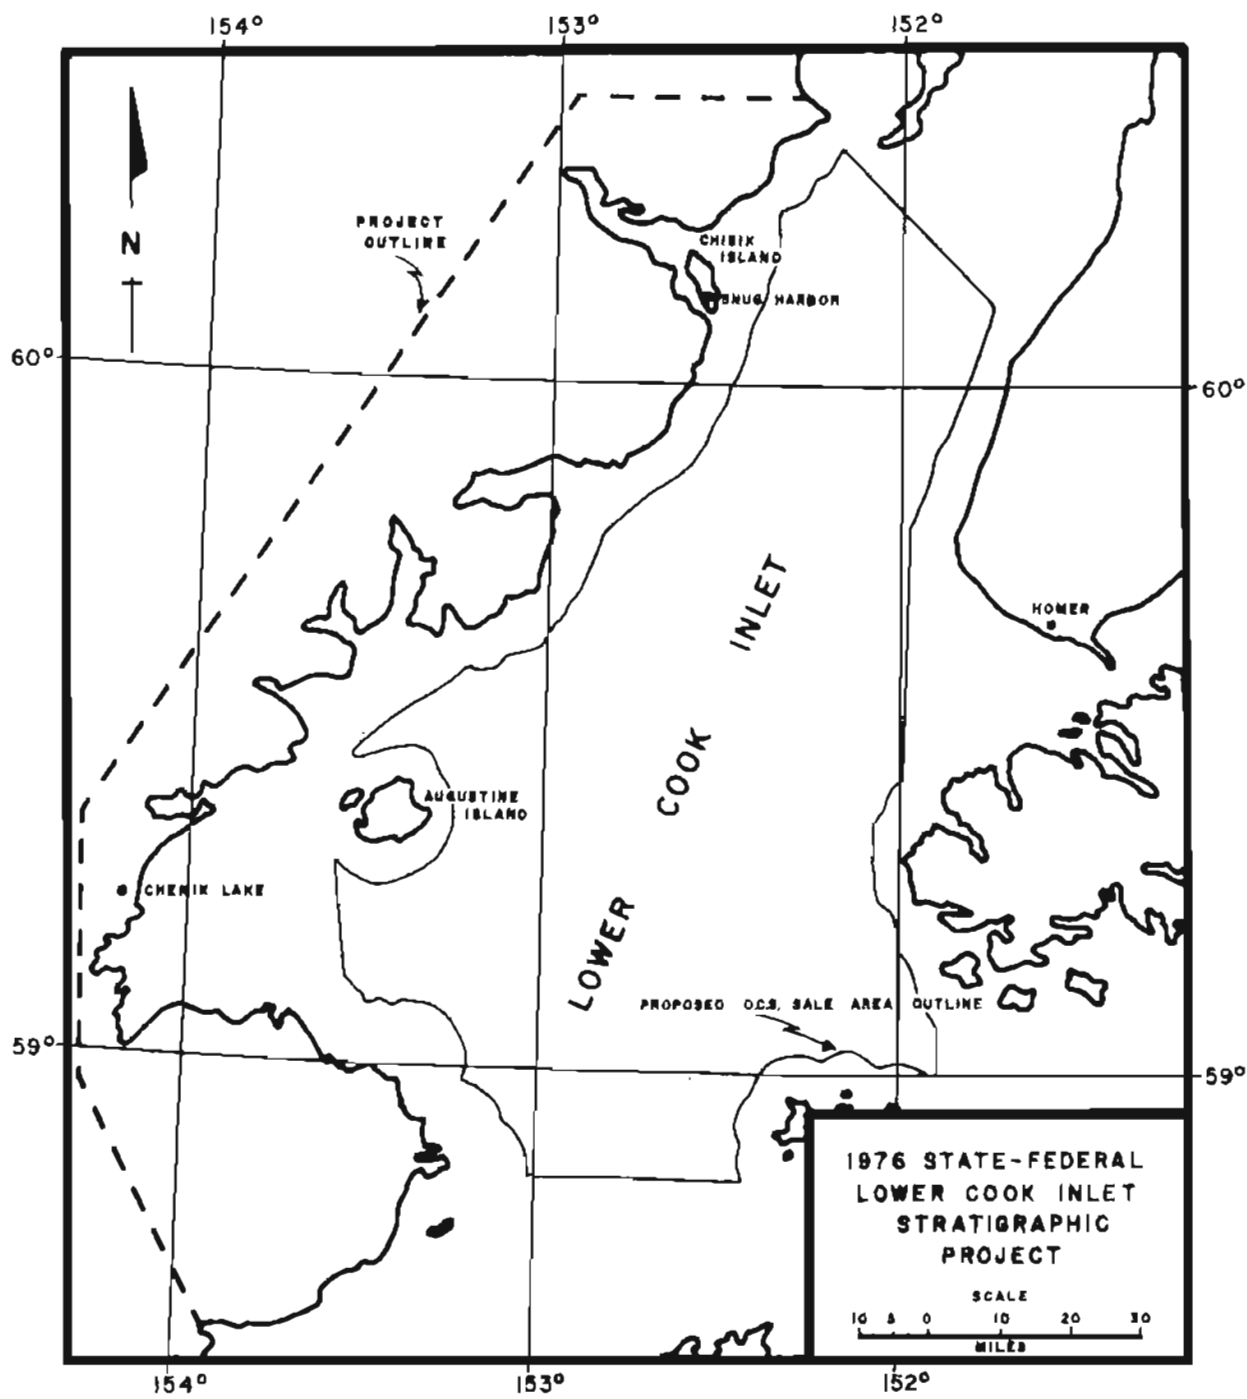 154° 153° 152°
PROJECT
OUTLINE
N
CHISIK
ISLAND
SNUG HARBOR
60° 60°
HOMER
LOWER COOK INLET
AUGUSTINE
ISLAND
CHENIK LAKE
PROPOSED O.C.S. SALE AREA OUTLINE
59° 59°
1976 STATE-FEDERAL
LOWER COOK INLET
STRATIGRAPHIC
PROJECT
SCALE
10 5 0 10 20 30
MILES
154° 153° 152°